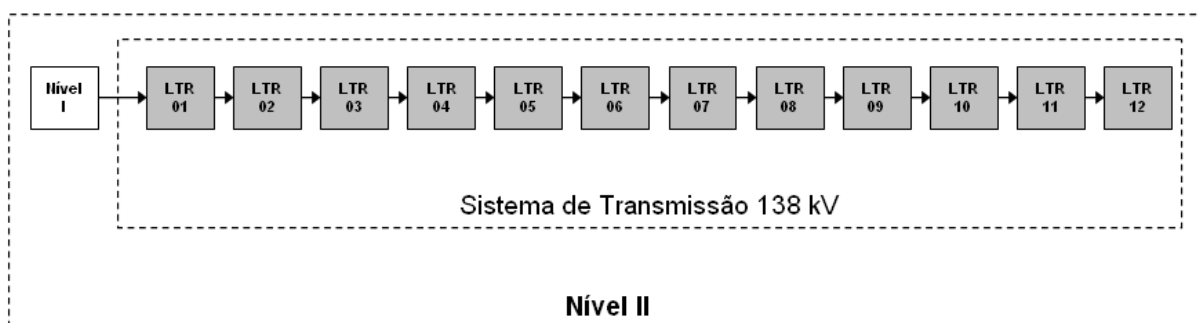 Nível
I
LTR
01
LTR
02
LTR
03
LTR
04
LTR
05
LTR
06
LTR
07
LTR
08
LTR
09
LTR
10
LTR
11
LTR
12
Sistema de Transmissão 138 kV
Nível II